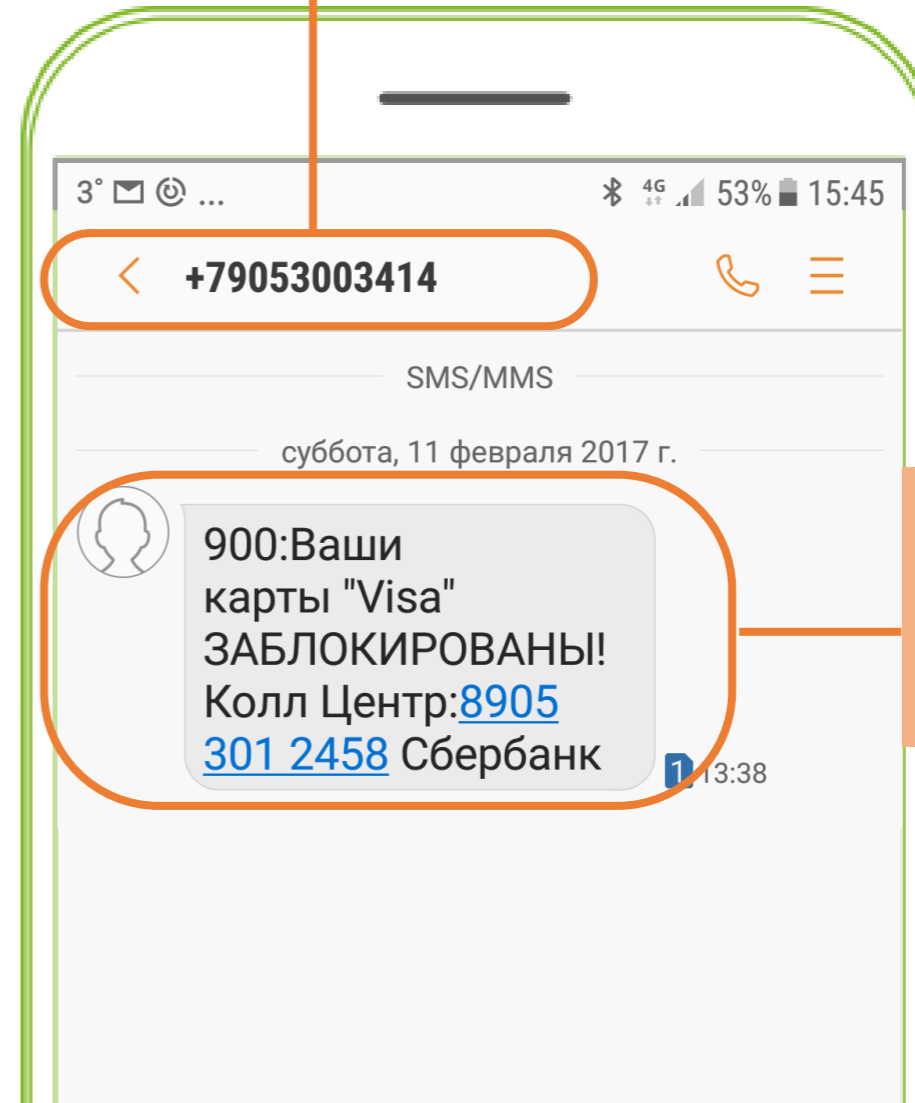 3° ... 4G 53% 15:45
+79053003414
SMS/MMS
суббота, 11 февраля 2017 г.
900:Ваши
карты "Visa"
ЗАБЛОКИРОВАНЫ!
Колл Центр:8905
301 2458 Сбербанк
1 13:38